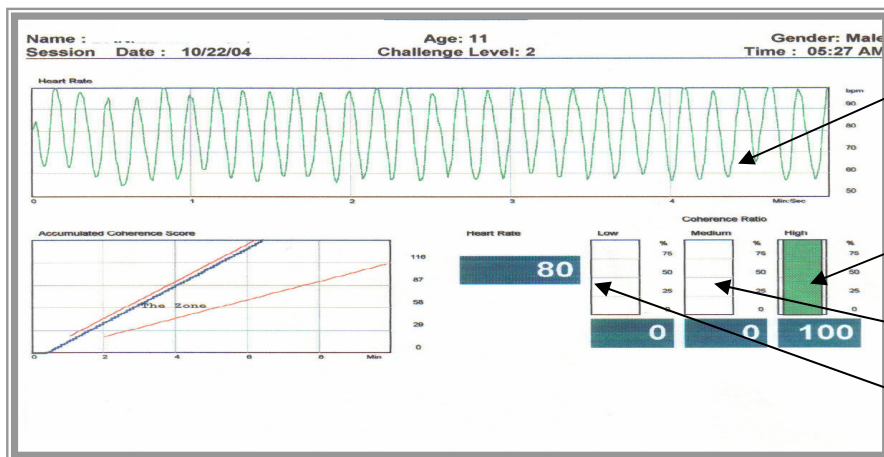 Name :
Age: 11
Gender: Male
Session Date : 10/22/04
Challenge Level: 2
Time : 05:27 AM
Heart Rate
bpm
90
80
70
60
50
0 1 2 3 4 Min:Sec
Coherence Ratio
Accumulated Coherence Score
Heart Rate
Low
Medium
High
80
% 75 50 25 0
% 75 50 25 0
% 75 50 25 0
116
87
58
29
0
The Zone
0 2 4 6 8 Min
0
0
100